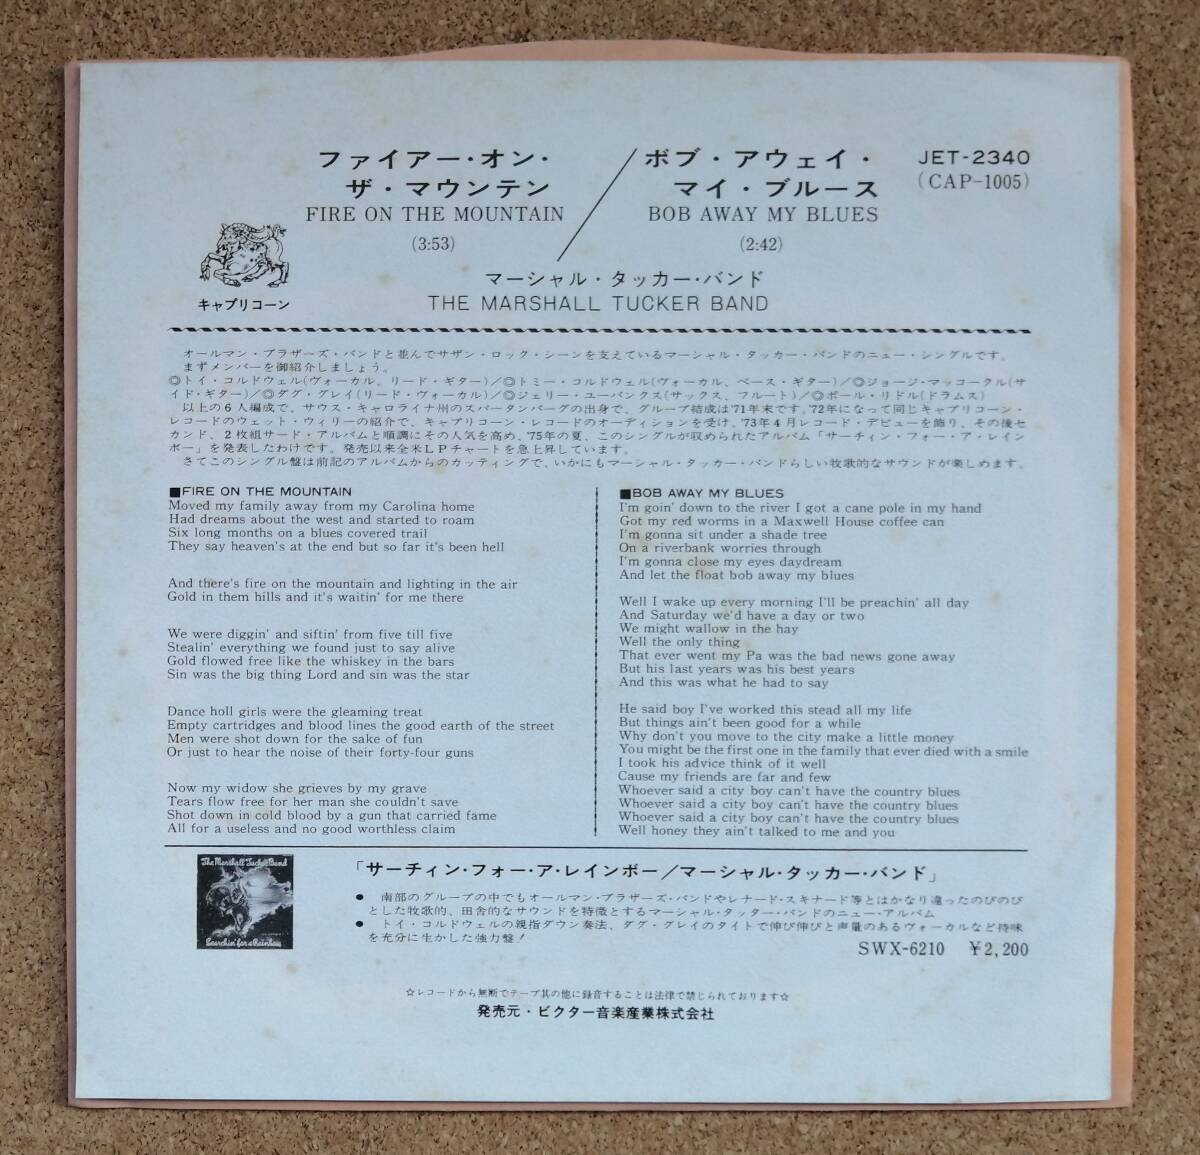 ファイアー・オン・
ザ・マウンテン
FIRE ON THE MOUNTAIN
(3:53)
ボブ・アウェイ・
マイ・ブルース
BOB AWAY MY BLUES
(2:42)
JET-2340
(CAP-1005)
キャプリコーン
マーシャル・タッカー・バンド
THE MARSHALL TUCKER BAND
オールマン・ブラザーズ・バンドと並んでサザン・ロック・シーンを支えているマーシャル・タッカー・バンドのニュー・シングルです。
まずメンバーを御紹介しましょう。
◎トイ・コルドウェル(ヴォーカル、リード・ギター)／◎トミー・コルドウェル(ヴォーカル、ベース・ギター)／◎ジョージ・マッコークル(サ
イド・ギター)／◎ダグ・グレイ(リード・ヴォーカル)／◎ジェリー・ユーバンクス(サックス、フルート)／◎ポール・リドル(ドラムス)
以上の6人編成で、サウス・キャロライナ州のスパータンバーグの出身で、グループ結成は'71年末です。'72年になって同じキャプリコーン・
レコードのウェット・ウィリーの紹介で、キャプリコーン・レコードのオーディションを受け、'73年4月レコード・デビューを飾り、その後セ
カンド、2枚組サード・アルバムと順調にその人気を高め、'75年の夏、このシングルが収められたアルバム「サーチィン・フォー・ア・レイン
ボー」を発表したわけです。発売以来全米LPチャートを急上昇しています。
さてこのシングル盤は前記のアルバムからのカッティングで、いかにもマーシャル・タッカー・バンドらしい牧歌的なサウンドが楽しめます。
■FIRE ON THE MOUNTAIN
Moved my family away from my Carolina home
Had dreams about the west and started to roam
Six long months on a blues covered trail
They say heaven's at the end but so far it's been hell
And there's fire on the mountain and lighting in the air
Gold in them hills and it's waitin' for me there
We were diggin' and siftin' from five till five
Stealin' everything we found just to say alive
Gold flowed free like the whiskey in the bars
Sin was the big thing Lord and sin was the star
Dance holl girls were the gleaming treat
Empty cartridges and blood lines the good earth of the street
Men were shot down for the sake of fun
Or just to hear the noise of their forty-four guns
Now my widow she grieves by my grave
Tears flow free for her man she couldn't save
Shot down in cold blood by a gun that carried fame
All for a useless and no good worthless claim
■BOB AWAY MY BLUES
I'm goin' down to the river I got a cane pole in my hand
Got my red worms in a Maxwell House coffee can
I'm gonna sit under a shade tree
On a riverbank worries through
I'm gonna close my eyes daydream
And let the float bob away my blues
Well I wake up every morning I'll be preachin' all day
And Saturday we'd have a day or two
We might wallow in the hay
Well the only thing
That ever went my Pa was the bad news gone away
But his last years was his best years
And this was what he had to say
He said boy I've worked this stead all my life
But things ain't been good for a while
Why don't you move to the city make a little money
You might be the first one in the family that ever died with a smile
I took his advice think of it well
Cause my friends are far and few
Whoever said a city boy can't have the country blues
Whoever said a city boy can't have the country blues
Whoever said a city boy can't have the country blues
Well honey they ain't talked to me and you
The Marshall Tucker Band
Searchin' for a Rainbow
「サーチィン・フォー・ア・レインボー／マーシャル・タッカー・バンド」
● 南部のグループの中でもオールマン・ブラザーズ・バンドやレナード・スキナード等とはかなり違ったのびのび
とした牧歌的、田舎的なサウンドを特徴とするマーシャル・タッター・バンドのニュー・アルバム
● トイ・コルドウェルの親指ダウン奏法、ダグ・グレイのタイトで伸び伸びと声量のあるヴォーカルなど持味
を充分に生かした強力盤!
SWX-6210 ¥2,200
☆レコードから無断でテープ其の他に録音することは法律で禁じられております☆
発売元・ビクター音楽産業株式会社